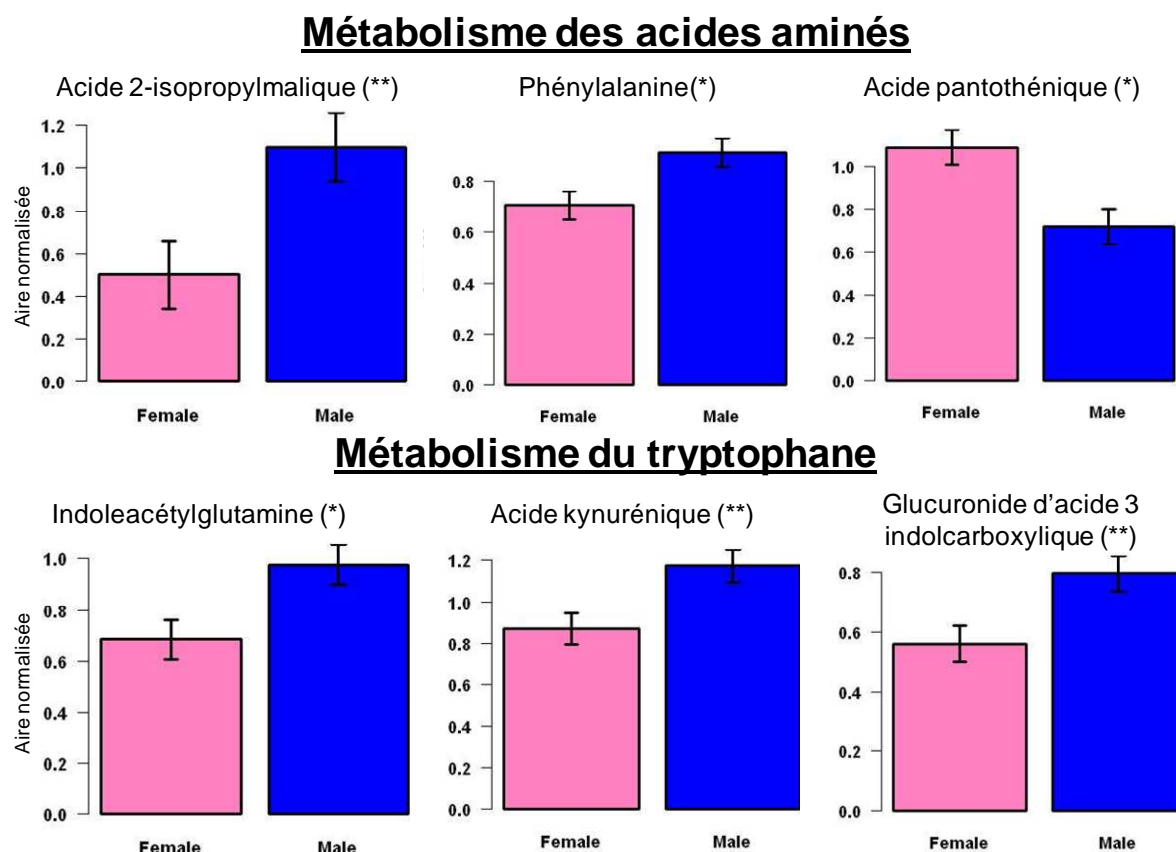 Métabolisme des acides aminés
Acide 2-isopropylmalique (**)
Phénylalanine(*)
Acide pantothénique (*)
Aire normalisée
1.2
1.0
0.8
0.6
0.4
0.2
0.0
Female
Male
0.8
0.6
0.4
0.2
0.0
Female
Male
1.0
0.8
0.6
0.4
0.2
0.0
Female
Male
Métabolisme du tryptophane
Indoleacétylglutamine (*)
Acide kynurénique (**)
Glucuronide d'acide 3
indolcarboxylique (**)
Aire normalisée
1.0
0.8
0.6
0.4
0.2
0.0
Female
Male
1.2
1.0
0.8
0.6
0.4
0.2
0.0
Female
Male
0.8
0.6
0.4
0.2
0.0
Female
Male